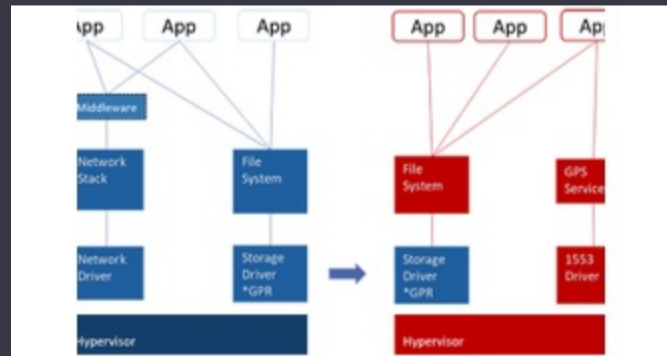 App
App
App
Middleware
Network
Stack
File
System
Network
Driver
Storage
Driver
*GPR
Hypervisor
App
App
App
File
System
GPS
Service
Storage
Driver
*GPR
1553
Driver
Hypervisor